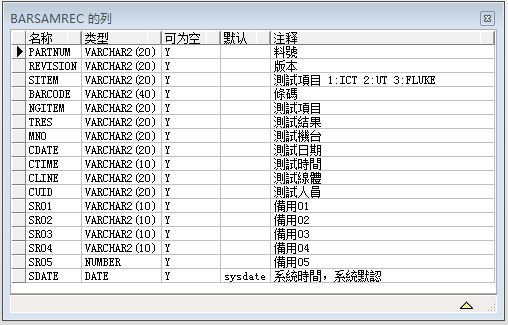 BARSAMREC 的列
名称 类型 可为空 默认 注释
PARTNUM VARCHAR2(20) Y 料號
REVISION VARCHAR2(20) Y 版本
SITEM VARCHAR2(20) Y 測試項目 1:ICT 2:UT 3:FLUKE
BARCODE VARCHAR2(40) Y 條碼
NGITEM VARCHAR2(20) Y 測試項目
TRES VARCHAR2(20) Y 測試結果
MNO VARCHAR2(20) Y 測試機台
CDATE VARCHAR2(20) Y 測試日期
CTIME VARCHAR2(10) Y 測試時間
CLINE VARCHAR2(20) Y 測試線體
CUID VARCHAR2(20) Y 測試人員
SR01 VARCHAR2(10) Y 備用01
SR02 VARCHAR2(10) Y 備用02
SR03 VARCHAR2(10) Y 備用03
SR04 VARCHAR2(10) Y 備用04
SR05 NUMBER Y 備用05
SDATE DATE Y sysdate 系統時間，系統默認